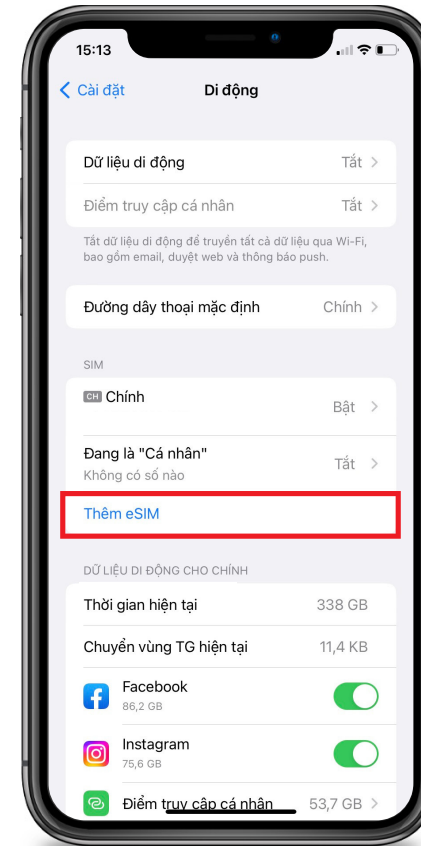 15:13
Cài đặt
Di động
Dữ liệu di động Tắt
Điểm truy cập cá nhân Tắt
Tắt dữ liệu di động để truyền tất cả dữ liệu qua Wi-Fi,
bao gồm email, duyệt web và thông báo push.
Đường dây thoại mặc định Chính
SIM
CH Chính Bật
Đang là "Cá nhân" Tắt
Không có số nào
Thêm eSIM
DỮ LIỆU DI ĐỘNG CHO CHÍNH
Thời gian hiện tại 338 GB
Chuyển vùng TG hiện tại 11,4 KB
Facebook
86,2 GB
Instagram
75,6 GB
Điểm truy cập cá nhân 53,7 GB